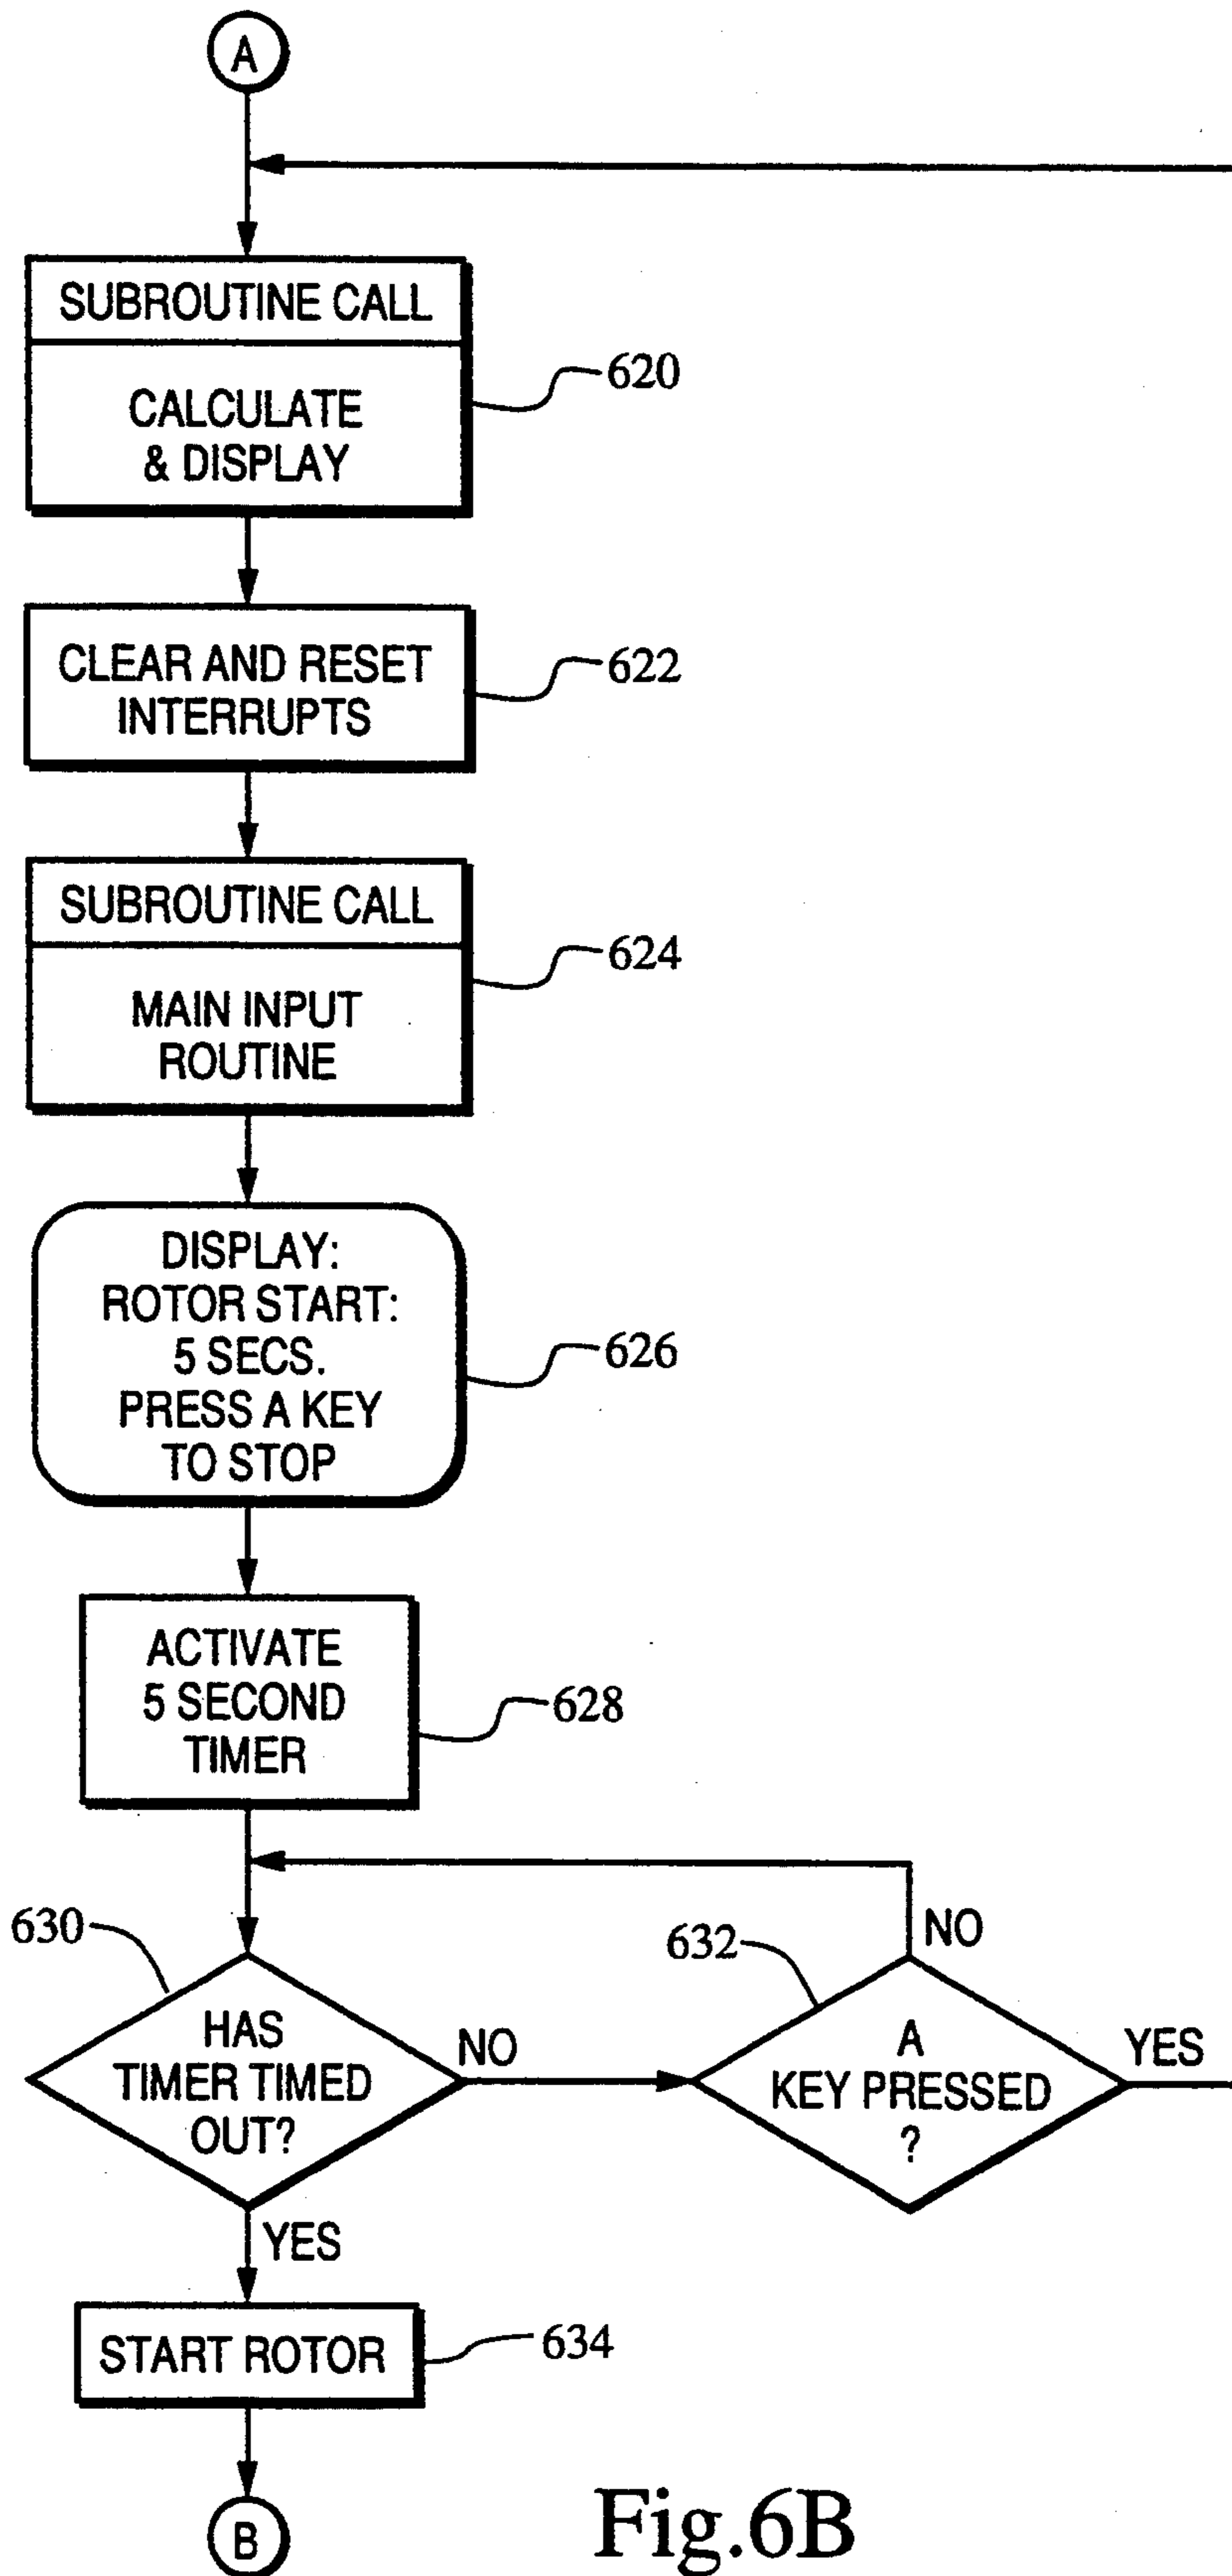 A
SUBROUTINE CALL
CALCULATE
& DISPLAY
620
CLEAR AND RESET
INTERRUPTS
622
SUBROUTINE CALL
MAIN INPUT
ROUTINE
624
DISPLAY:
ROTOR START:
5 SECS.
PRESS A KEY
TO STOP
626
ACTIVATE
5 SECOND
TIMER
628
630
HAS
TIMER TIMED
OUT?
NO
632
A
KEY PRESSED
?
NO
YES
YES
START ROTOR
634
B
Fig.6B